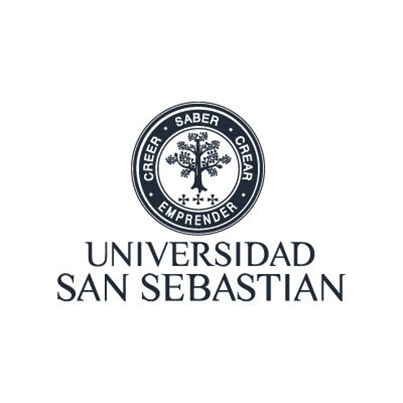 CREER · SABER · CREAR
· EMPRENDER ·
UNIVERSIDAD
SAN SEBASTIAN